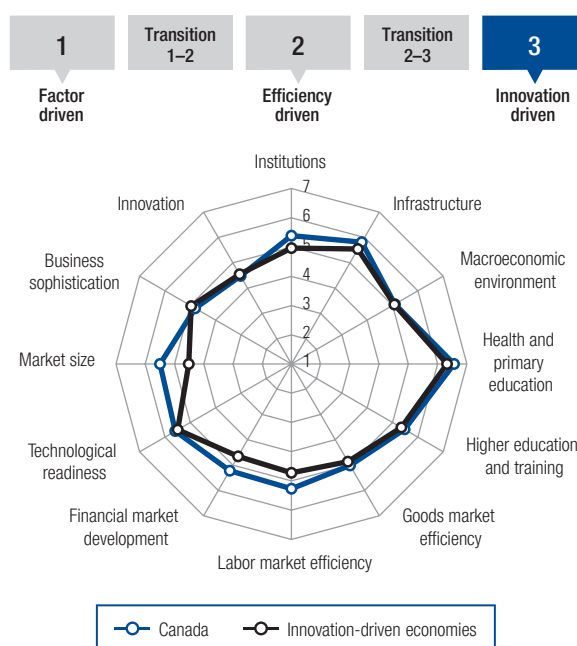 1
Transition
1–2
2
Transition
2–3
3
Factor
driven
Efficiency
driven
Innovation
driven
Institutions
7
Innovation
6
Infrastructure
5
Business
sophistication
4
Macroeconomic
environment
3
2
Market size
1
Health and
primary
education
Technological
readiness
Higher education
and training
Financial market
development
Goods market
efficiency
Labor market efficiency
Canada
Innovation-driven economies